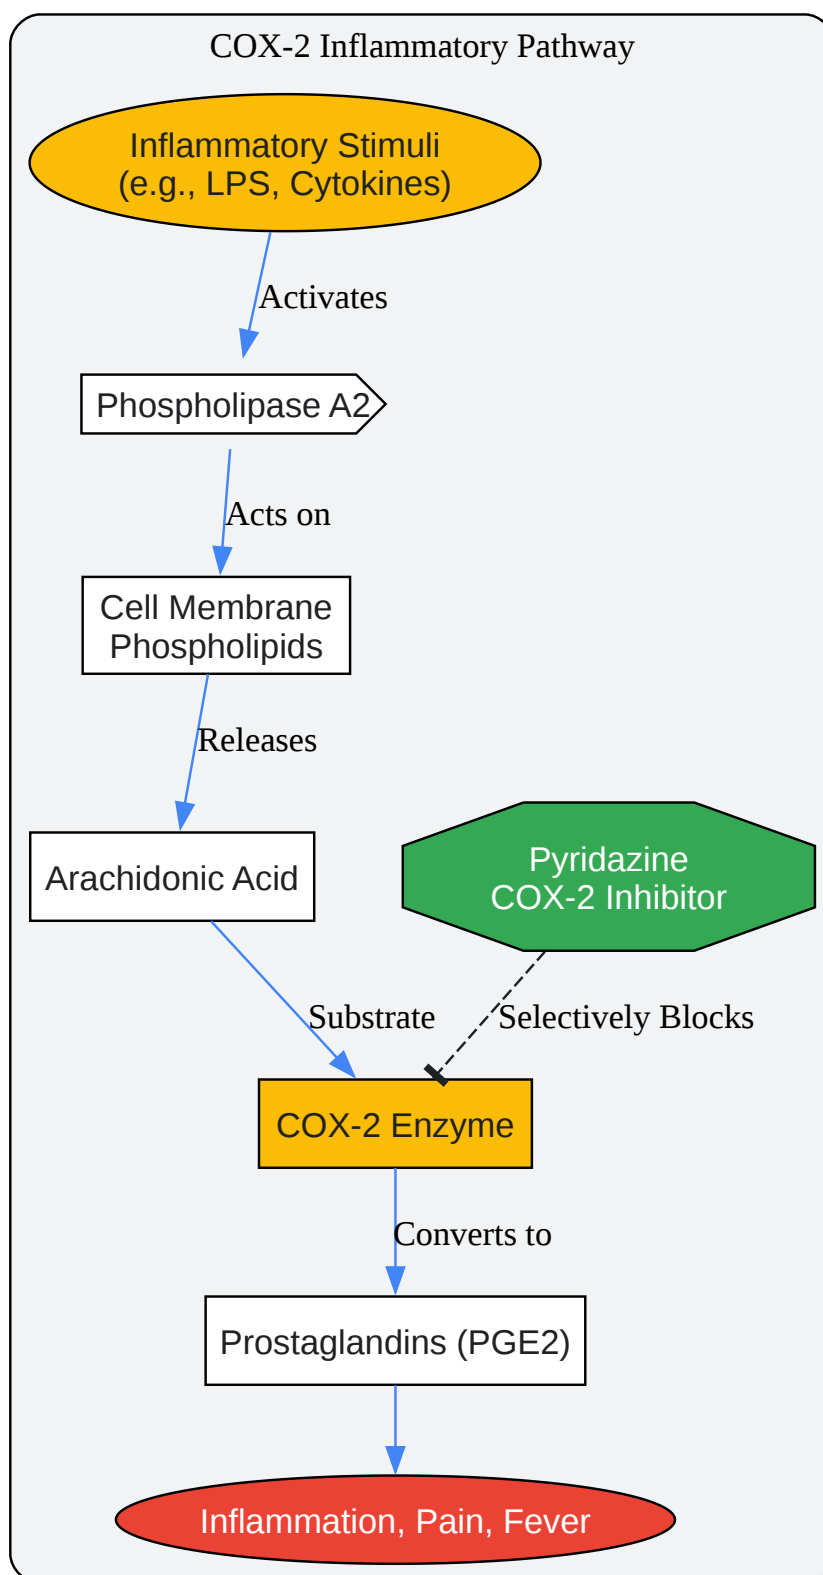 COX-2 Inflammatory Pathway
Inflammatory Stimuli
(e.g., LPS, Cytokines)
Activates
Phospholipase A2
Acts on
Cell Membrane
Phospholipids
Releases
Arachidonic Acid
Pyridazine
COX-2 Inhibitor
Substrate
Selectively Blocks
COX-2 Enzyme
Converts to
Prostaglandins (PGE2)
Inflammation, Pain, Fever